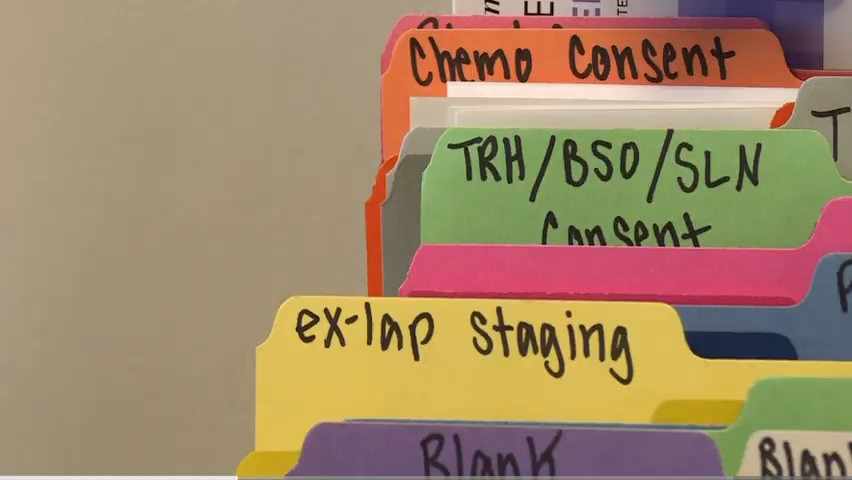 Chemo Consent
TRH/BSO/SLN
Consent
ex-lap staging
Blank
Blank